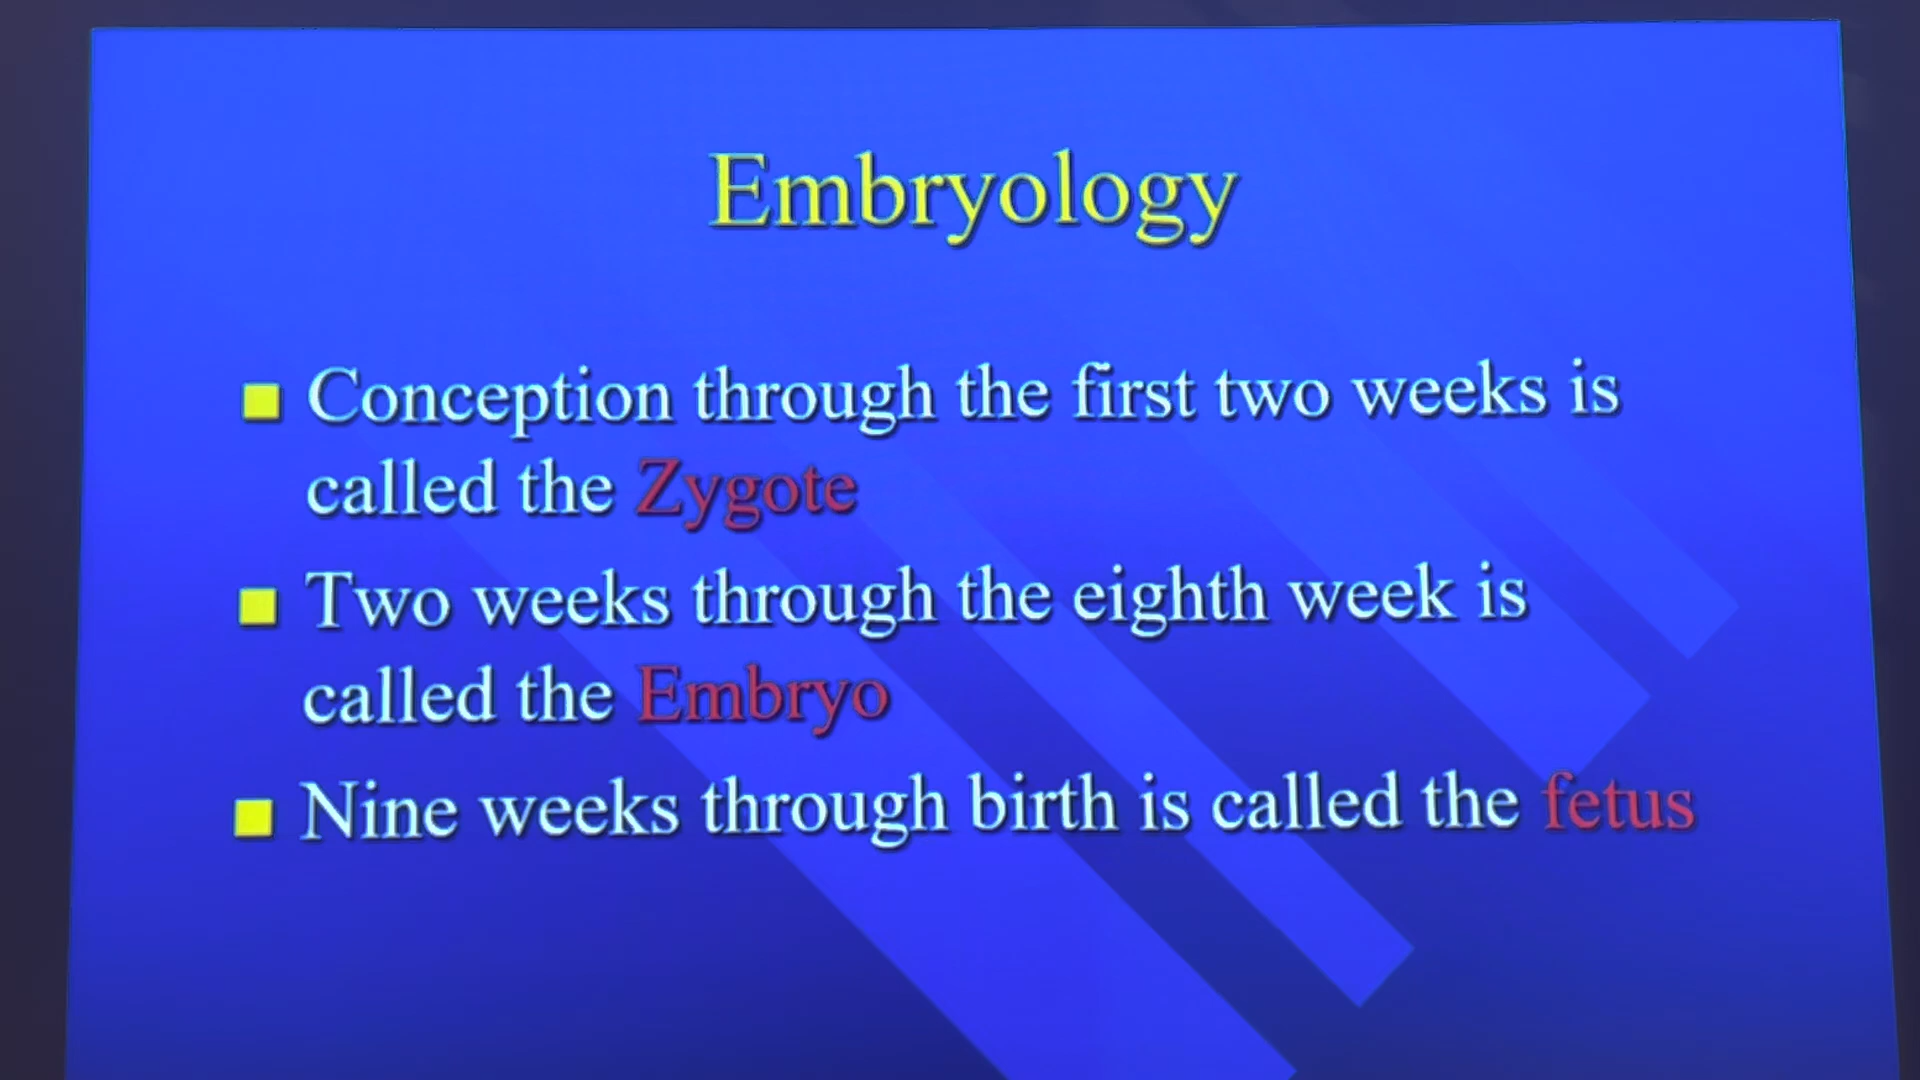 Embryology
Conception through the first two weeks is
called the Zygote
Two weeks through the eighth week is
called the Embryo
Nine weeks through birth is called the fetus